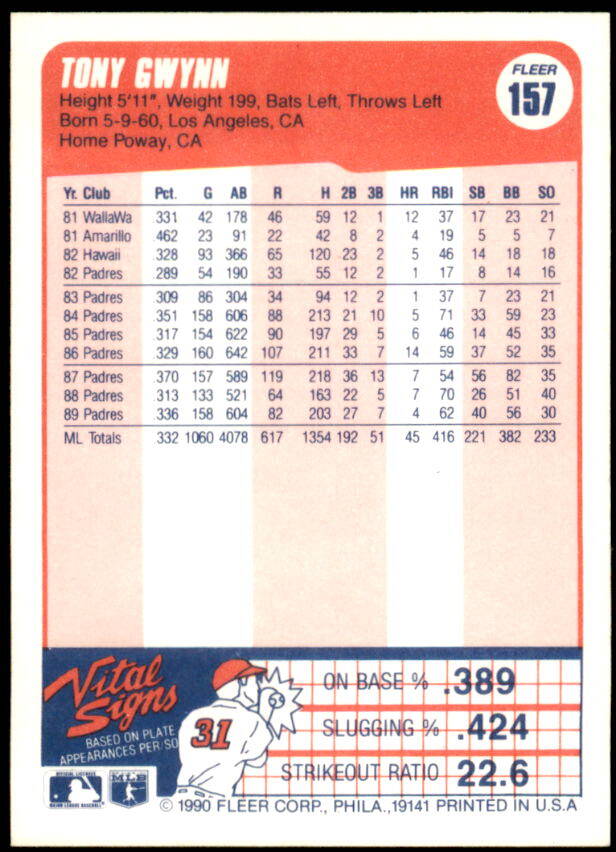 TONY GWYNN
Height 5'11", Weight 199, Bats Left, Throws Left
Born 5-9-60, Los Angeles, CA
Home Poway, CA
FLEER
157
Yr. Club Pct. G AB R H 2B 3B HR RBI SB BB SO
81 WallaWa .331 42 178 46 59 12 1 12 37 17 23 21
81 Amarillo .462 23 91 22 42 8 2 4 19 5 5 7
82 Hawaii .328 93 366 65 120 23 2 5 46 14 18 18
82 Padres .289 54 190 33 55 12 2 1 17 8 14 16
83 Padres .309 86 304 34 94 12 2 1 37 7 23 21
84 Padres .351 158 606 88 213 21 10 5 71 33 59 23
85 Padres .317 154 622 90 197 29 5 6 46 14 45 33
86 Padres .329 160 642 107 211 33 7 14 59 37 52 35
87 Padres .370 157 589 119 218 36 13 7 54 56 82 35
88 Padres .313 133 521 64 163 22 5 7 70 26 51 40
89 Padres .336 158 604 82 203 27 7 4 62 40 56 30
ML Totals .332 1060 4078 617 1354 192 51 45 416 221 382 233
Vital Signs
BASED ON PLATE
APPEARANCES PER/SO
31
ON BASE % .389
SLUGGING % .424
STRIKEOUT RATIO 22.6
OFFICIAL LICENSEE
MAJOR LEAGUE BASEBALL
MLB
© 1990 FLEER CORP., PHILA.,19141 PRINTED IN U.S.A